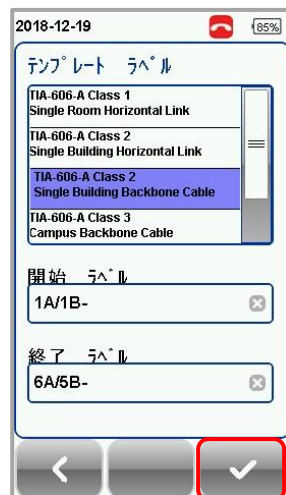 2018-12-19 85%
ﾃﾝﾌﾟﾚｰﾄ ﾗﾍﾞﾙ
TIA-606-A Class 1
Single Room Horizontal Link
TIA-606-A Class 2
Single Building Horizontal Link
TIA-606-A Class 2
Single Building Backbone Cable
TIA-606-A Class 3
Campus Backbone Cable
開始 ﾗﾍﾞﾙ
1A/1B-
終了 ﾗﾍﾞﾙ
6A/5B-